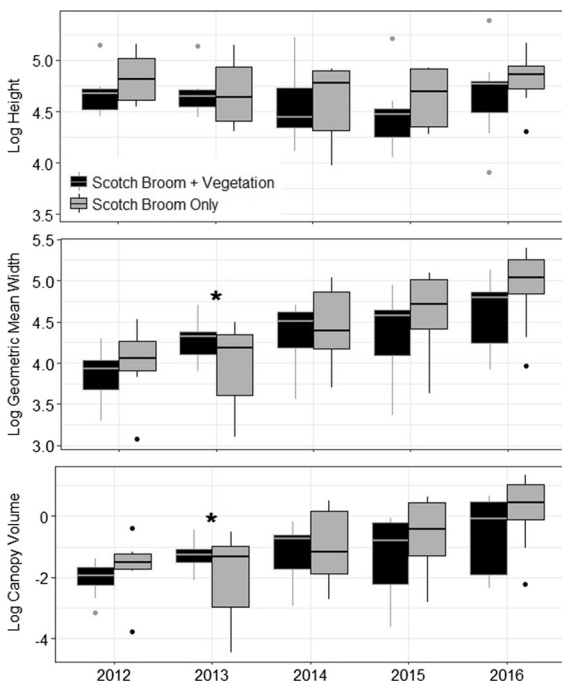 Log Height
5.0
4.5
4.0
3.5
Scotch Broom + Vegetation
Scotch Broom Only
Log Geometric Mean Width
5.5
5.0
4.5
4.0
3.5
3.0
*
Log Canopy Volume
0
-2
-4
*
2012 2013 2014 2015 2016